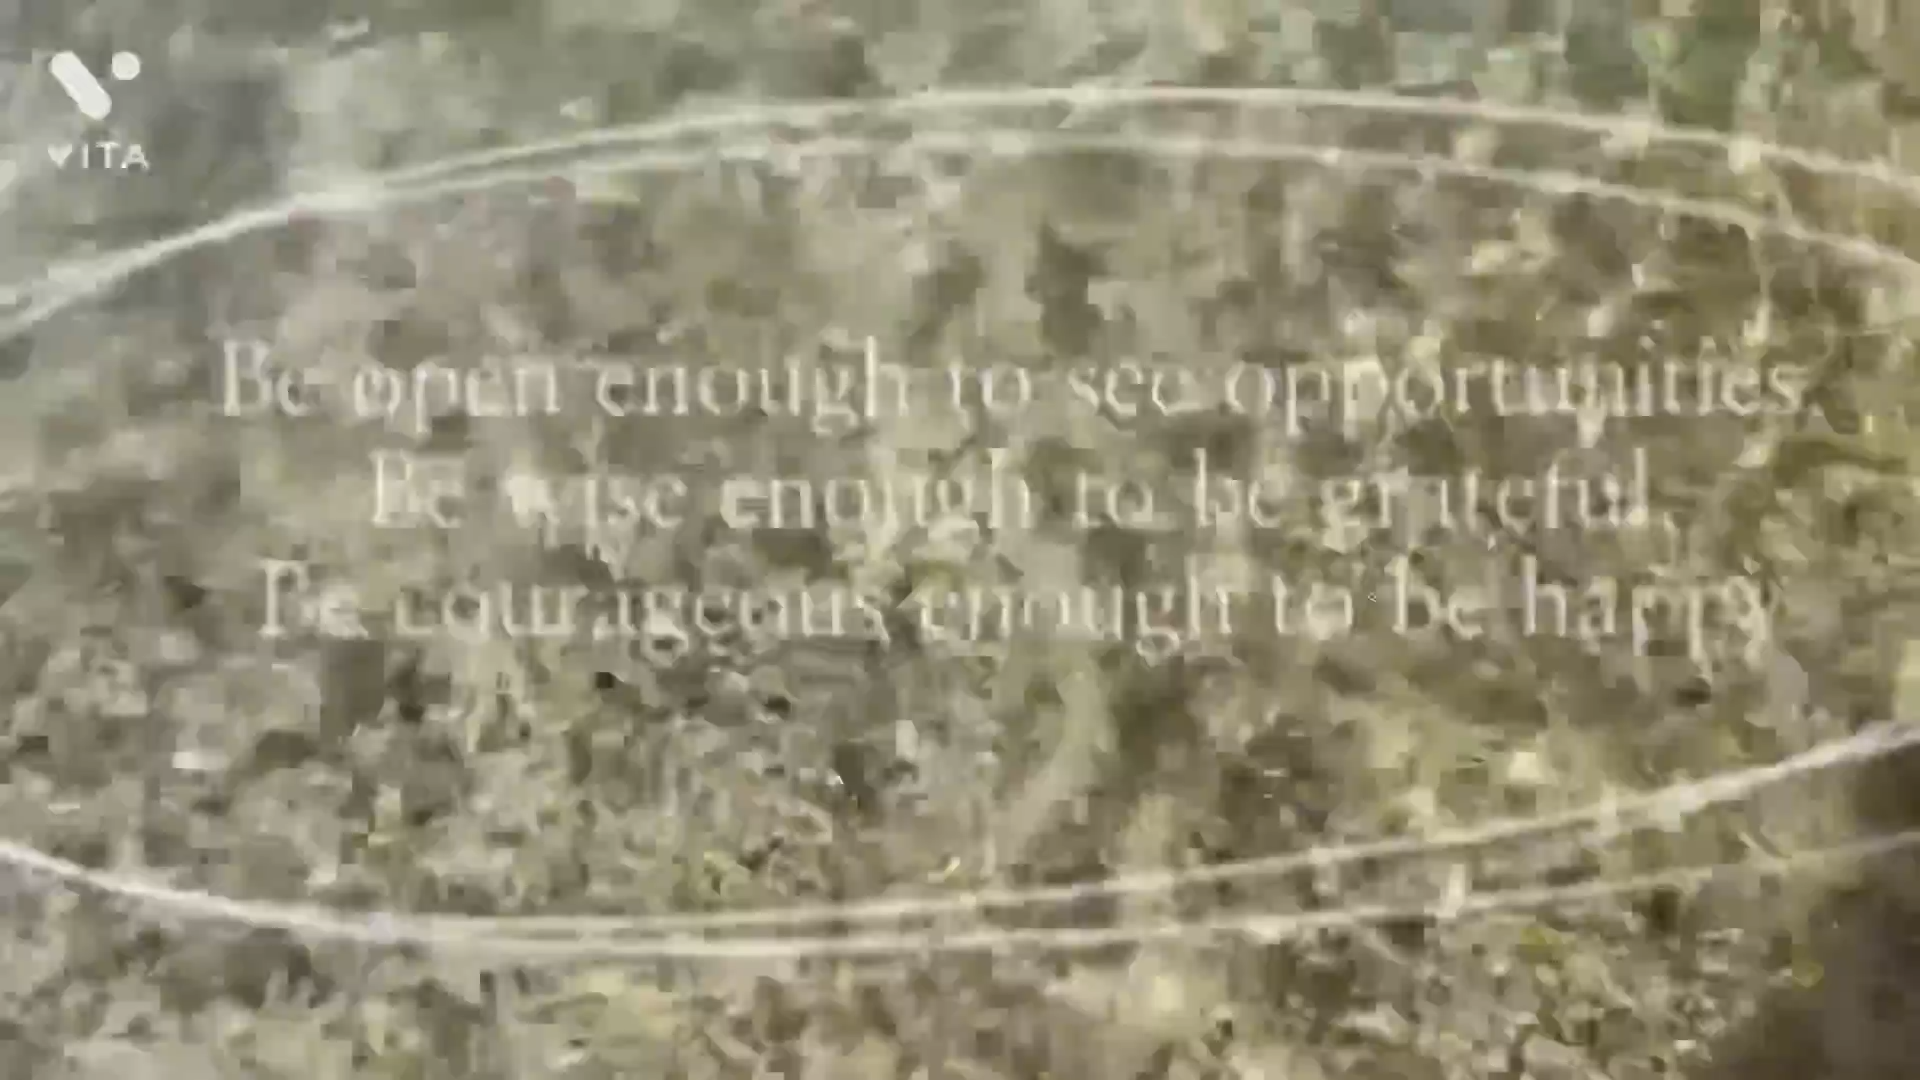 VITA
Be open enough to see opportunities.
Be wise enough to be grateful.
Be courageous enough to be happy